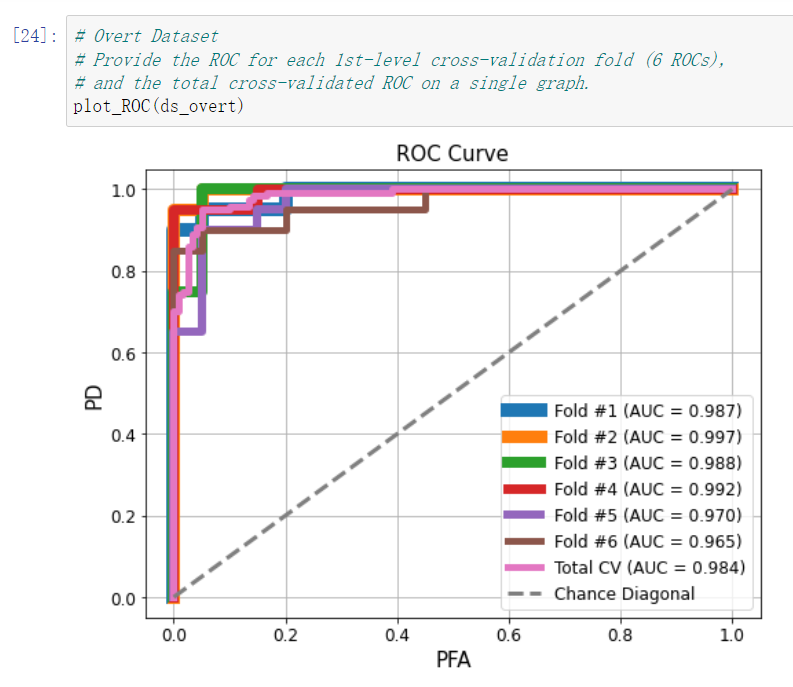 [24]: # Overt Dataset
# Provide the ROC for each 1st-level cross-validation fold (6 ROCs),
# and the total cross-validated ROC on a single graph.
plot_ROC(ds_overt)
ROC Curve
1.0
0.8
0.6
0.4
0.2
0.0
PD
Fold #1 (AUC = 0.987)
Fold #2 (AUC = 0.997)
Fold #3 (AUC = 0.988)
Fold #4 (AUC = 0.992)
Fold #5 (AUC = 0.970)
Fold #6 (AUC = 0.965)
Total CV (AUC = 0.984)
Chance Diagonal
0.0 0.2 0.4 0.6 0.8 1.0
PFA